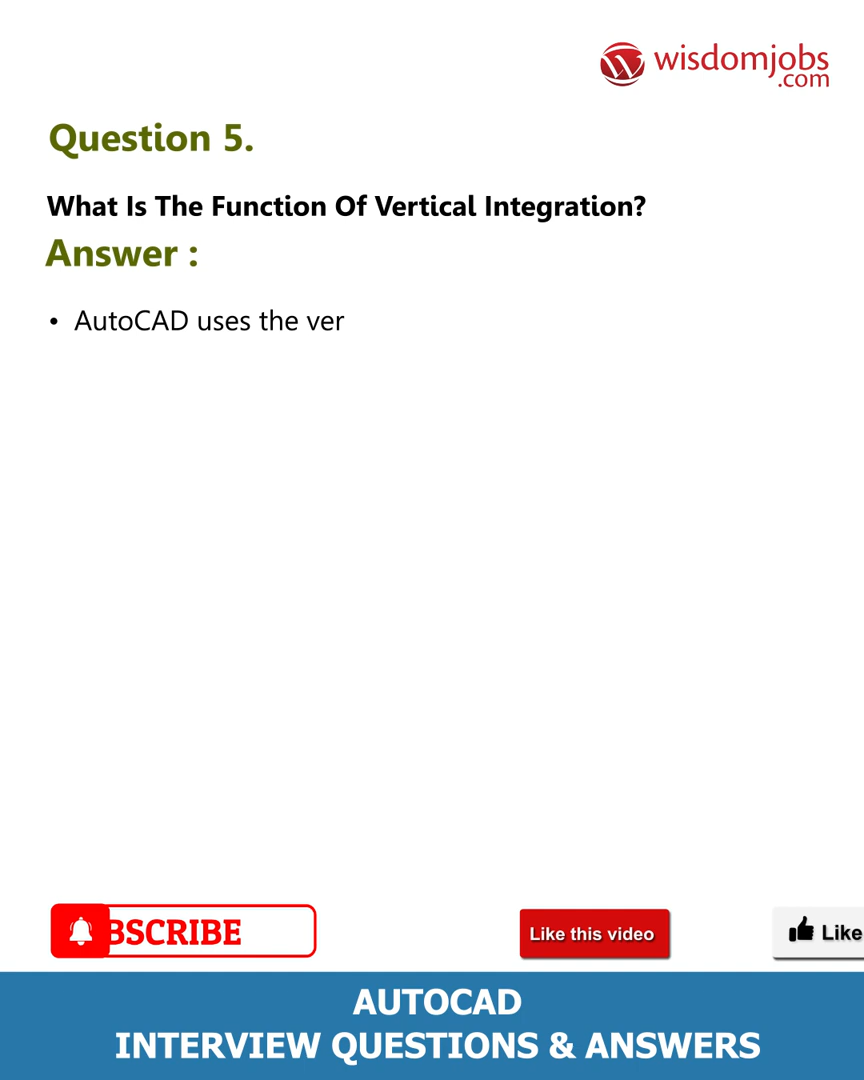 wisdomjobs
.com
Question 5.
What Is The Function Of Vertical Integration?
Answer :
• AutoCAD uses the ver
BSCRIBE
Like this video
Like
AUTOCAD
INTERVIEW QUESTIONS & ANSWERS